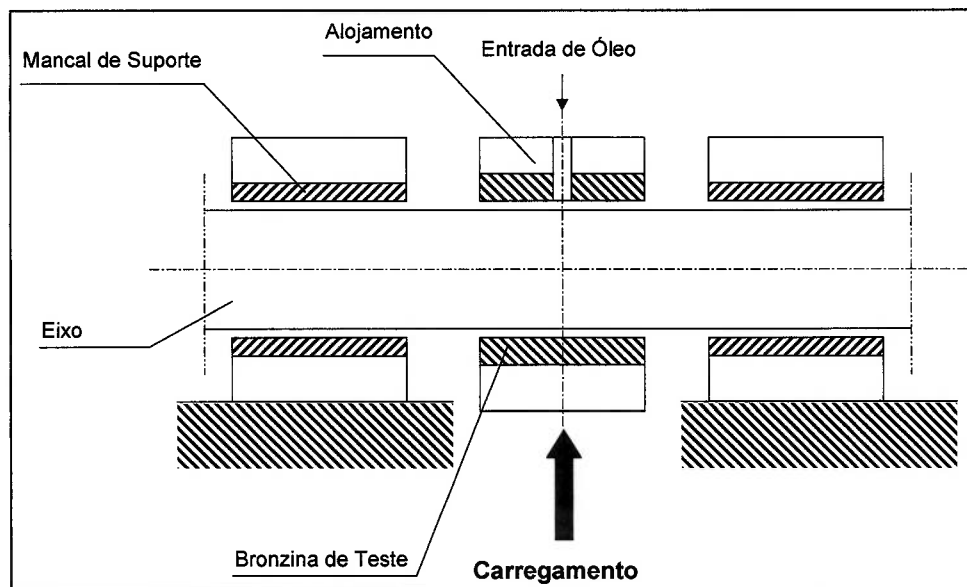 Alojamento
Entrada de Óleo
Mancal de Suporte
Eixo
Bronzina de Teste
Carregamento